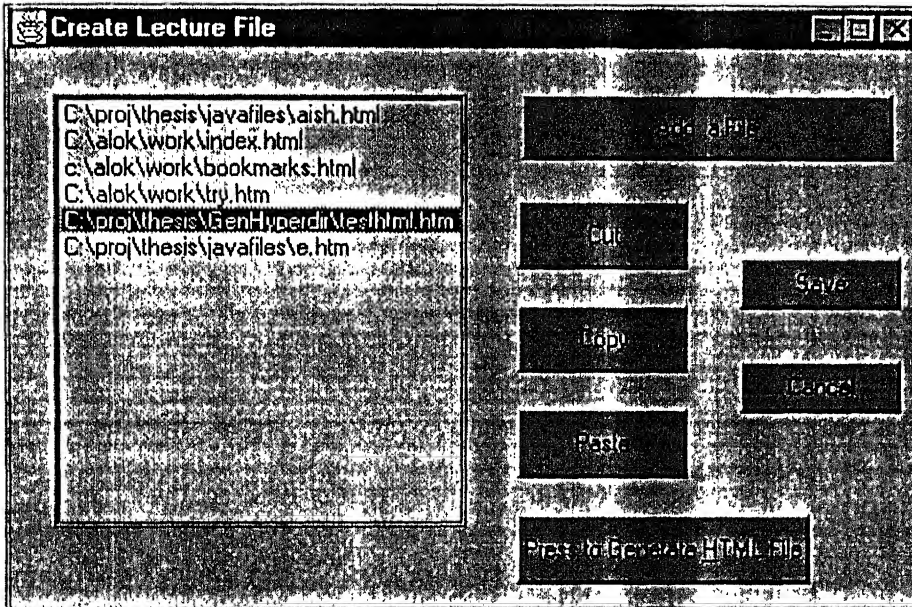 Create Lecture File
C:\proj\thesis\javafiles\aish.html
C:\alok\work\index.html
c:\alok\work\bookmarks.html
C:\alok\work\try.htm
C:\proj\thesis\GenHyperdir\testhtml.htm
C:\proj\thesis\javafiles\e.htm
Add a File
Cut
Copy
Paste
Save
Cancel
Press to Generate HTML File